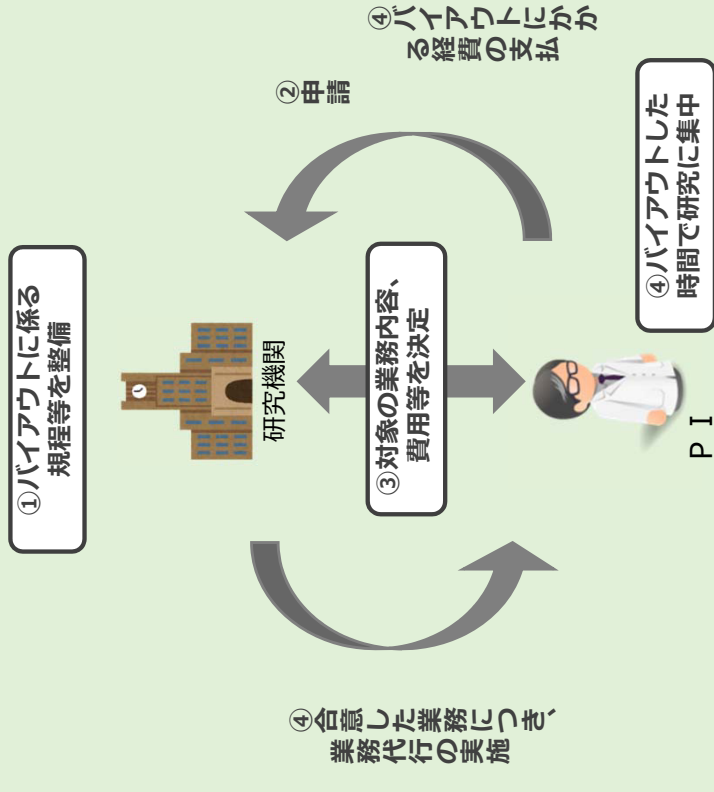 ①バイアウトに係る
規程等を整備
研究機関
②申請
④バイアウトにかか
る経費の支払
③対象の業務内容、
費用等を決定
④合意した業務につき、
業務代行の実施
ＰＩ
④バイアウトした
時間で研究に集中